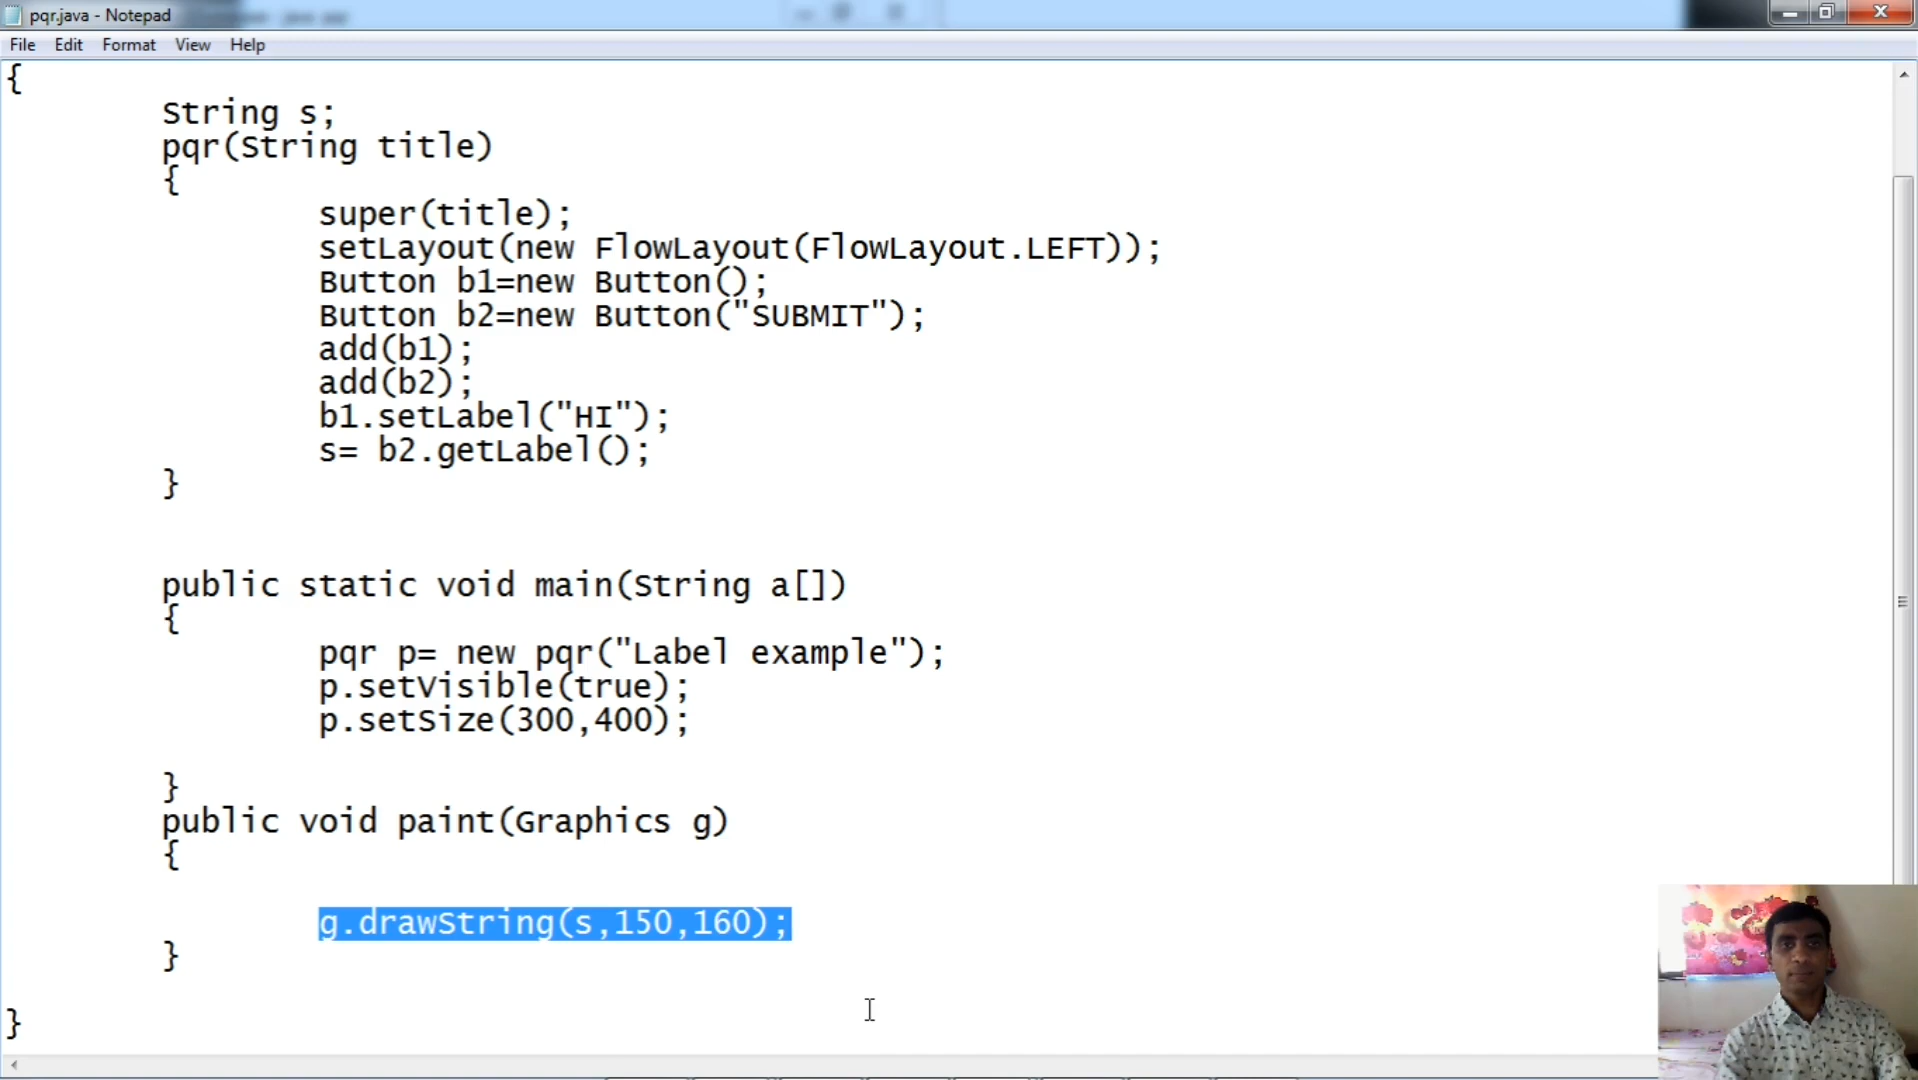 pqr.java - Notepad
File Edit Format View Help
{
String s;
pqr(String title)
{
super(title);
setLayout(new FlowLayout(FlowLayout.LEFT));
Button b1=new Button();
Button b2=new Button("SUBMIT");
add(b1);
add(b2);
b1.setLabel("HI");
s= b2.getLabel();
}
public static void main(String a[])
{
pqr p= new pqr("Label example");
p.setVisible(true);
p.setSize(300,400);
}
public void paint(Graphics g)
{
g.drawString(s,150,160);
}
}